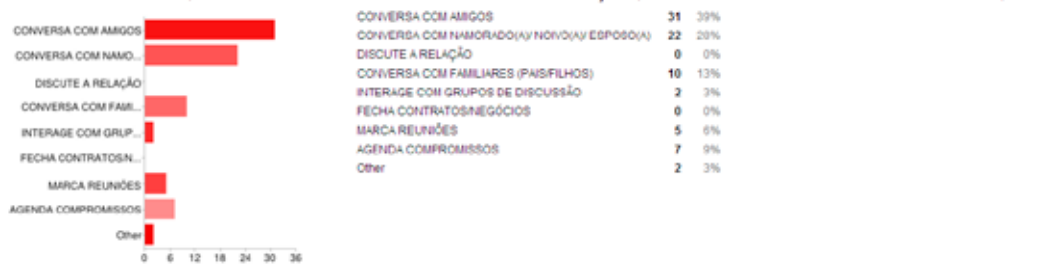 CONVERSA COM AMIGOS
CONVERSA COM NAMO...
DISCUTE A RELAÇÃO
CONVERSA COM FAMI...
INTERAGE COM GRUP...
FECHA CONTRATOS/N...
MARCA REUNIÕES
AGENDA COMPROMISSOS
Other
0 6 12 18 24 30 36
CONVERSA COM AMIGOS 31 39%
CONVERSA COM NAMORADO(A)/ NOIVO(A)/ ESPOSO(A) 22 28%
DISCUTE A RELAÇÃO 0 0%
CONVERSA COM FAMILIARES (PAIS/FILHOS) 10 13%
INTERAGE COM GRUPOS DE DISCUSSÃO 2 3%
FECHA CONTRATOS/NEGÓCIOS 0 0%
MARCA REUNIÕES 5 6%
AGENDA COMPROMISSOS 7 9%
Other 2 3%